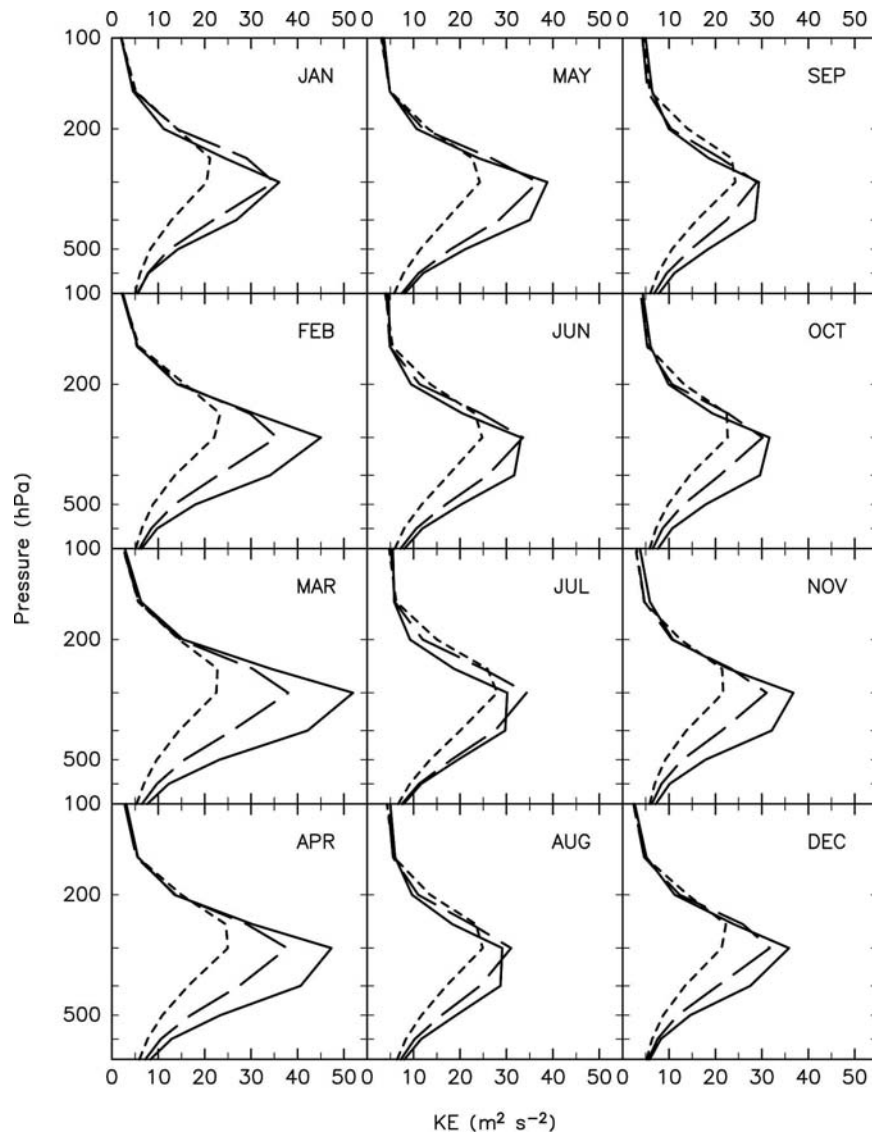 0 10 20 30 40 50 0 10 20 30 40 50 0 10 20 30 40 50
100
JAN MAY SEP
200
500
100
FEB JUN OCT
200
500
100
MAR JUL NOV
200
500
100
APR AUG DEC
200
500
0 10 20 30 40 50 0 10 20 30 40 50 0 10 20 30 40 50
Pressure (hPa)
KE (m² s⁻²)